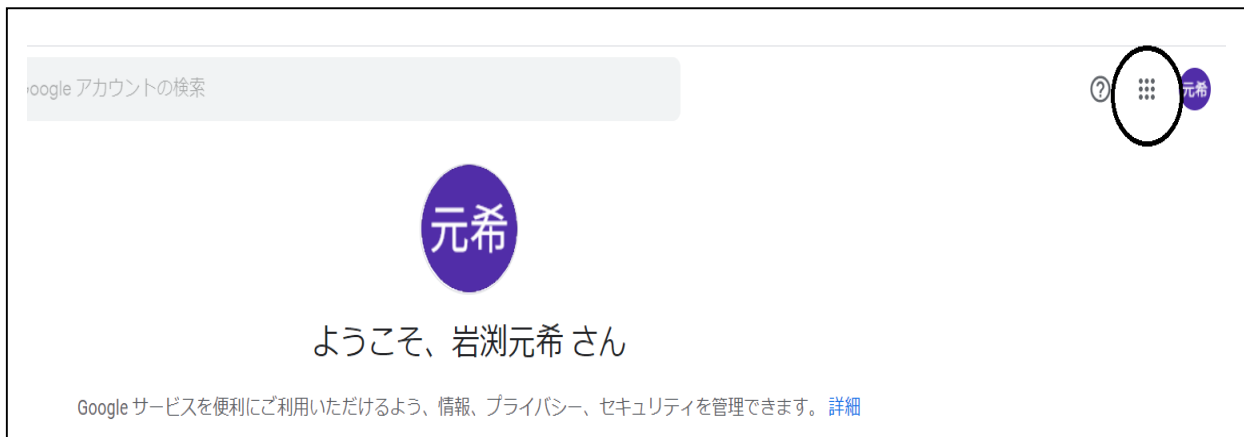 oogle アカウントの検索
元希
元希
ようこそ、岩渕元希 さん
Google サービスを便利にご利用いただけるよう、情報、プライバシー、セキュリティを管理できます。 詳細